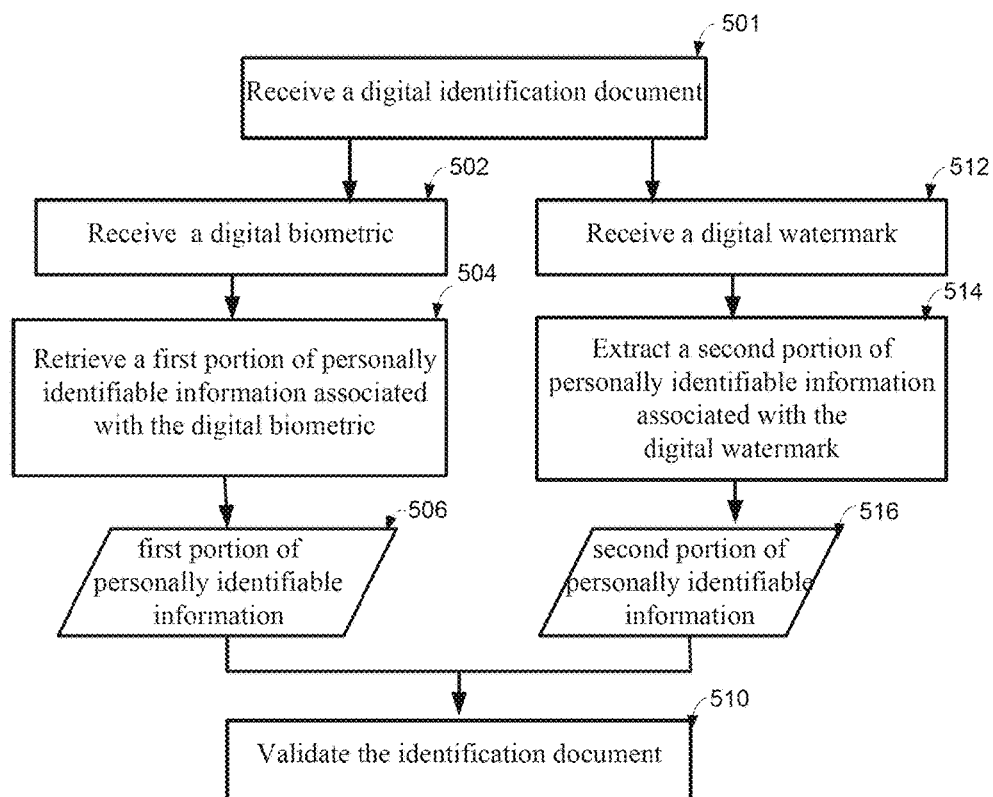 501
Receive a digital identification document
502
512
Receive a digital biometric
Receive a digital watermark
504
514
Retrieve a first portion of personally
identifiable information associated
with the digital biometric
Extract a second portion of
personally identifiable information
associated with the
digital watermark
506
516
first portion of
personally identifiable
information
second portion of
personally identifiable
information
510
Validate the identification document